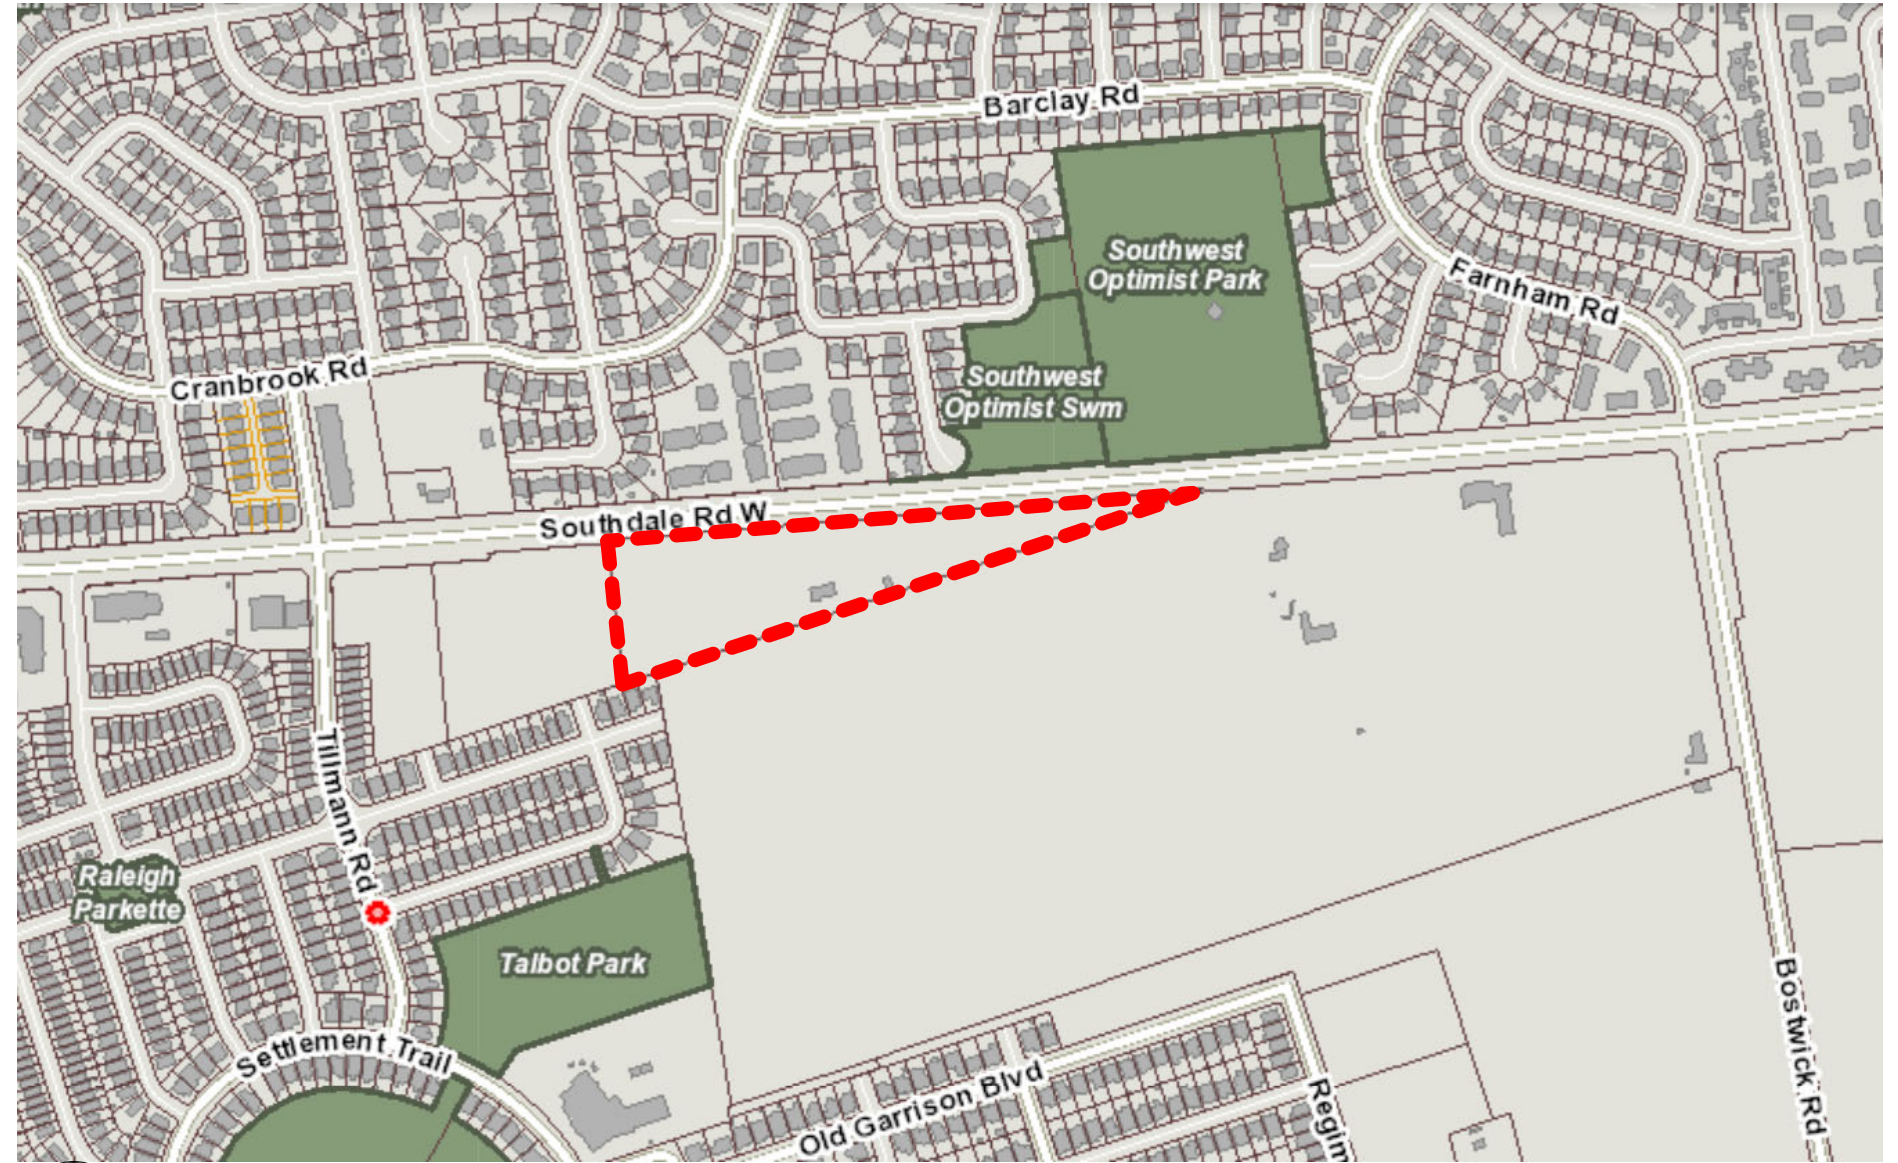 Barclay Rd
Southwest
Optimist Park
Farnham Rd
Cranbrook Rd
Southwest
Optimist Swm
Southdale Rd W
Tillmann Rd
Raleigh
Parkette
Talbot Park
Settlement Trail
Old Garrison Blvd
Regim
Bostwick Rd